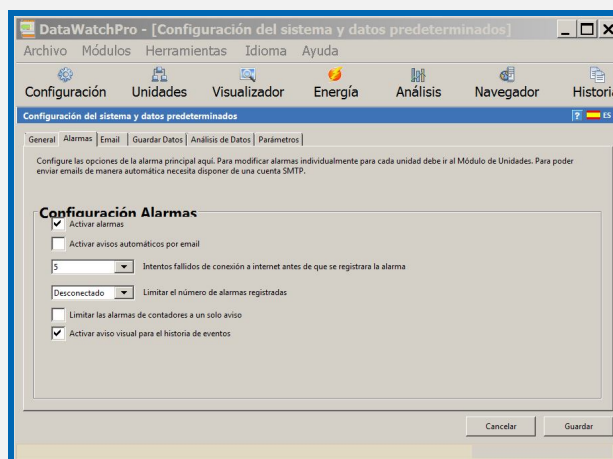 DataWatchPro - [Configuración del sistema y datos predeterminados]
Archivo Módulos Herramientas Idioma Ayuda
Configuración Unidades Visualizador Energía Análisis Navegador Histori
Configuración del sistema y datos predeterminados ? ES
General Alarmas Email Guardar Datos Análisis de Datos Parámetros
Configure las opciones de la alarma principal aquí. Para modificar alarmas individualmente para cada unidad debe ir al Módulo de Unidades. Para poder
enviar emails de manera automática necesita disponer de una cuenta SMTP.
Configuración Alarmas
Activar alarmas
Activar avisos automáticos por email
5 Intentos fallidos de conexión a internet antes de que se registrara la alarma
Desconectado Limitar el número de alarmas registradas
Limitar las alarmas de contadores a un solo aviso
Activar aviso visual para el historia de eventos
Cancelar Guardar